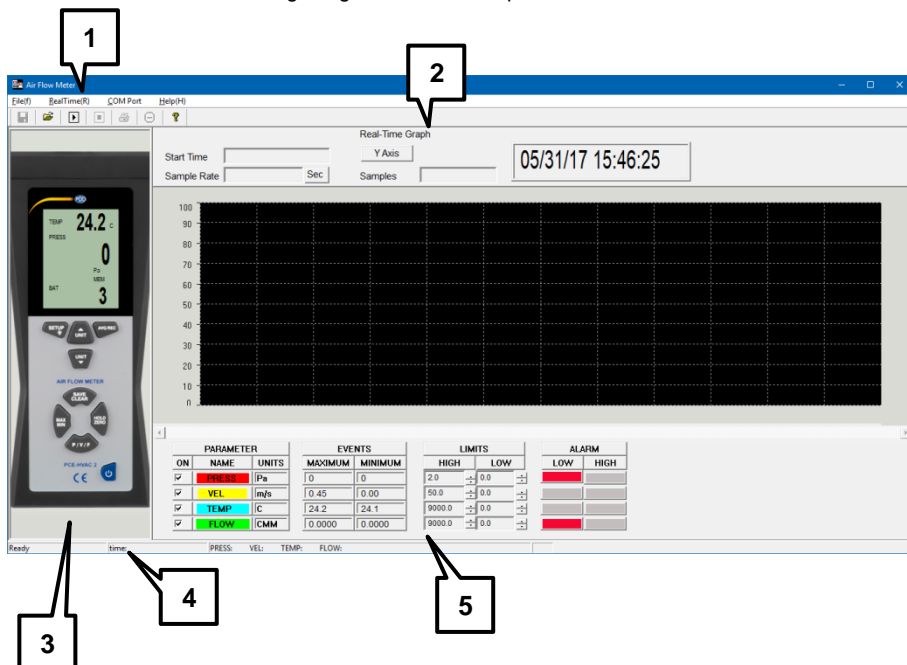 1
2
Air Flow Meter
File(f) RealTime(R) COM Port Help(H)
Real-Time Graph
Start Time Y Axis
Sample Rate Sec Samples
05/31/17 15:46:25
PCE
TEMP 24.2 C
PRESS
0
Pa
MEM
BAT 3
SETUP UNIT AVG REC
UNIT
AIR FLOW METER
SAVE
CLEAR
MAX
MIN
HOLD
ZERO
P / V / F
PCE-HVAC 2
CE
100
90
80
70
60
50
40
30
20
10
0
PARAMETER EVENTS LIMITS ALARM
ON NAME UNITS MAXIMUM MINIMUM HIGH LOW LOW HIGH
PRESS Pa 0 0 2.0 0.0
VEL m/s 0.45 0.00 50.0 0.0
TEMP C 24.2 24.1 9000.0 0.0
FLOW CMM 0.0000 0.0000 9000.0 0.0
Ready time: PRESS: VEL: TEMP: FLOW:
4
5
3